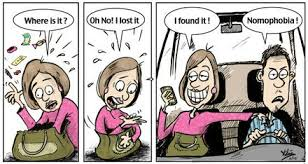 Where is it ?
Oh No! I lost it
I found it !
Nomophobia !